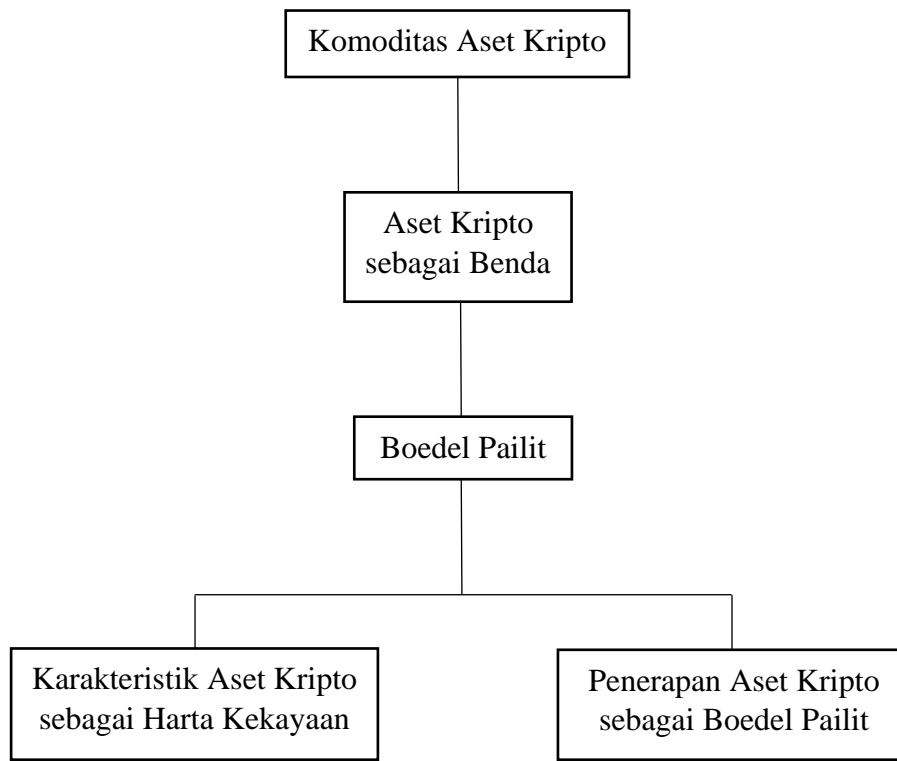 Komoditas Aset Kripto
Aset Kripto
sebagai Benda
Boedel Pailit
Karakteristik Aset Kripto
sebagai Harta Kekayaan
Penerapan Aset Kripto
sebagai Boedel Pailit